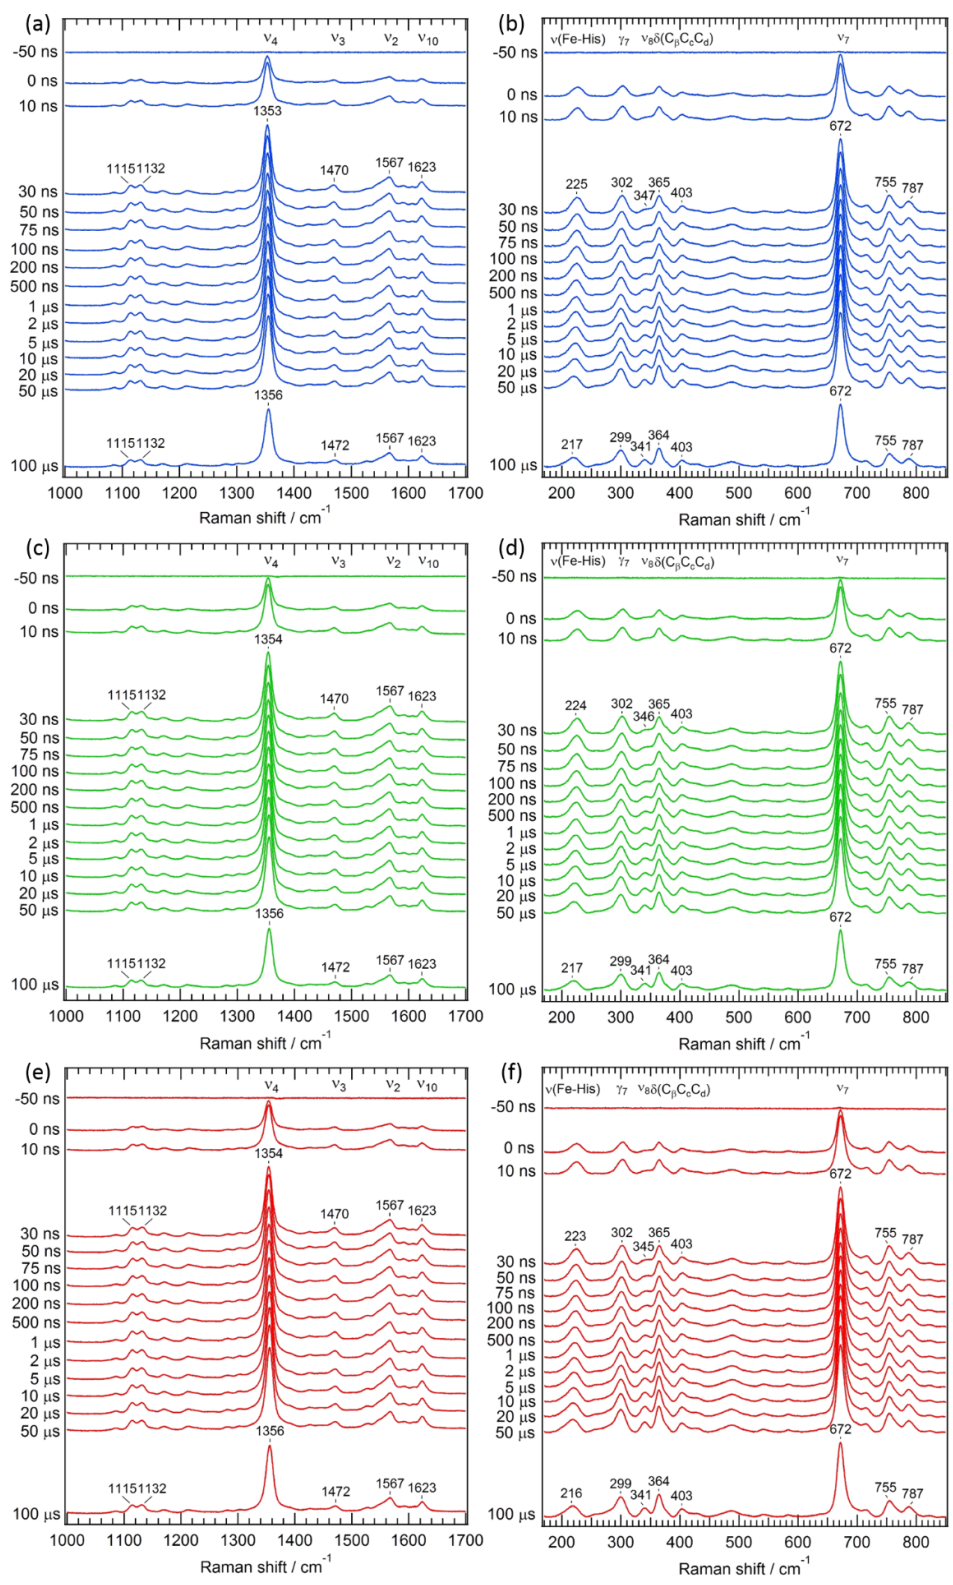 (a)
ν4 ν3 ν2 ν10
-50 ns
0 ns
10 ns
1353
11151132 1470 1567 1623
30 ns
50 ns
75 ns
100 ns
200 ns
500 ns
1 μs
2 μs
5 μs
10 μs
20 μs
50 μs
1356
11151132 1472 1567 1623
100 μs
1000 1100 1200 1300 1400 1500 1600 1700
Raman shift / cm-1
(b)
ν(Fe-His) γ7 ν8δ(CβCcCd) ν7
-50 ns
0 ns
10 ns
672
225 302 347 365 403 755 787
30 ns
50 ns
75 ns
100 ns
200 ns
500 ns
1 μs
2 μs
5 μs
10 μs
20 μs
50 μs
672
217 299 341 364 403 755 787
100 μs
200 300 400 500 600 700 800
Raman shift / cm-1
(c)
ν4 ν3 ν2 ν10
-50 ns
0 ns
10 ns
1354
11151132 1470 1567 1623
30 ns
50 ns
75 ns
100 ns
200 ns
500 ns
1 μs
2 μs
5 μs
10 μs
20 μs
50 μs
1356
11151132 1472 1567 1623
100 μs
1000 1100 1200 1300 1400 1500 1600 1700
Raman shift / cm-1
(d)
ν(Fe-His) γ7 ν8δ(CβCcCd) ν7
-50 ns
0 ns
10 ns
672
224 302 346 365 403 755 787
30 ns
50 ns
75 ns
100 ns
200 ns
500 ns
1 μs
2 μs
5 μs
10 μs
20 μs
50 μs
672
217 299 341 364 403 755 787
100 μs
200 300 400 500 600 700 800
Raman shift / cm-1
(e)
ν4 ν3 ν2 ν10
-50 ns
0 ns
10 ns
1354
11151132 1470 1567 1623
30 ns
50 ns
75 ns
100 ns
200 ns
500 ns
1 μs
2 μs
5 μs
10 μs
20 μs
50 μs
1356
11151132 1472 1567 1623
100 μs
1000 1100 1200 1300 1400 1500 1600 1700
Raman shift / cm-1
(f)
ν(Fe-His) γ7 ν8δ(CβCcCd) ν7
-50 ns
0 ns
10 ns
672
223 302 345 365 403 755 787
30 ns
50 ns
75 ns
100 ns
200 ns
500 ns
1 μs
2 μs
5 μs
10 μs
20 μs
50 μs
672
216 299 341 364 403 755 787
100 μs
200 300 400 500 600 700 800
Raman shift / cm-1